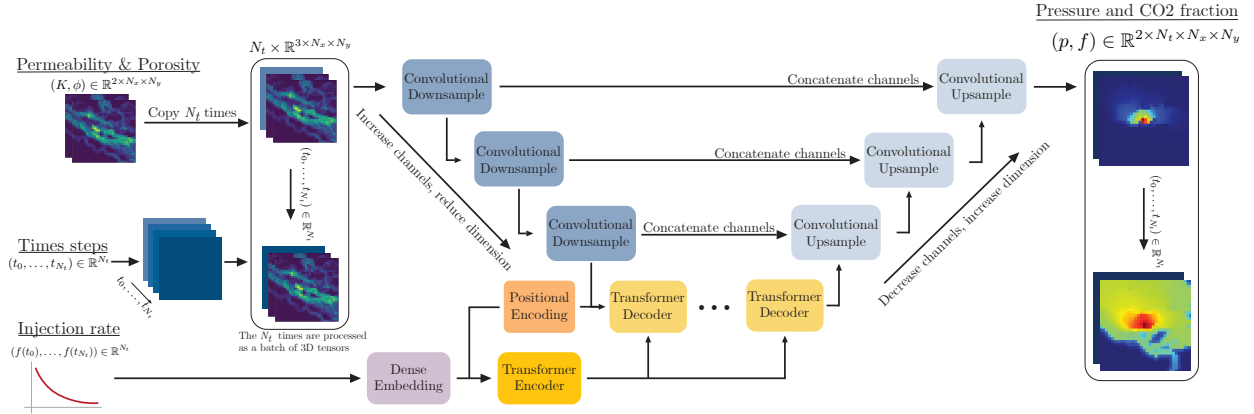 Permeability & Porosity
(K, ϕ) ∈ ℝ^{2×N_x×N_y}
Copy N_t times
Times steps
(t_0, …, t_{N_t}) ∈ ℝ^{N_t}
t_0, …, t_{N_t}
Injection rate
(f(t_0), …, f(t_{N_t})) ∈ ℝ^{N_t}
N_t × ℝ^{3×N_x×N_y}
(t_0, …, t_{N_t}) ∈ ℝ^{N_t}
The N_t times are processed
as a batch of 3D tensors
Increase channels, reduce dimension
Convolutional
Downsample
Concatenate channels
Convolutional
Upsample
Convolutional
Downsample
Concatenate channels
Convolutional
Upsample
Convolutional
Downsample
Concatenate channels
Convolutional
Upsample
Positional
Encoding
Transformer
Decoder
Transformer
Decoder
Dense
Embedding
Transformer
Encoder
Decrease channels, increase dimension
Pressure and CO2 fraction
(p, f) ∈ ℝ^{2×N_t×N_x×N_y}
(t_0, …, t_{N_t}) ∈ ℝ^{N_t}